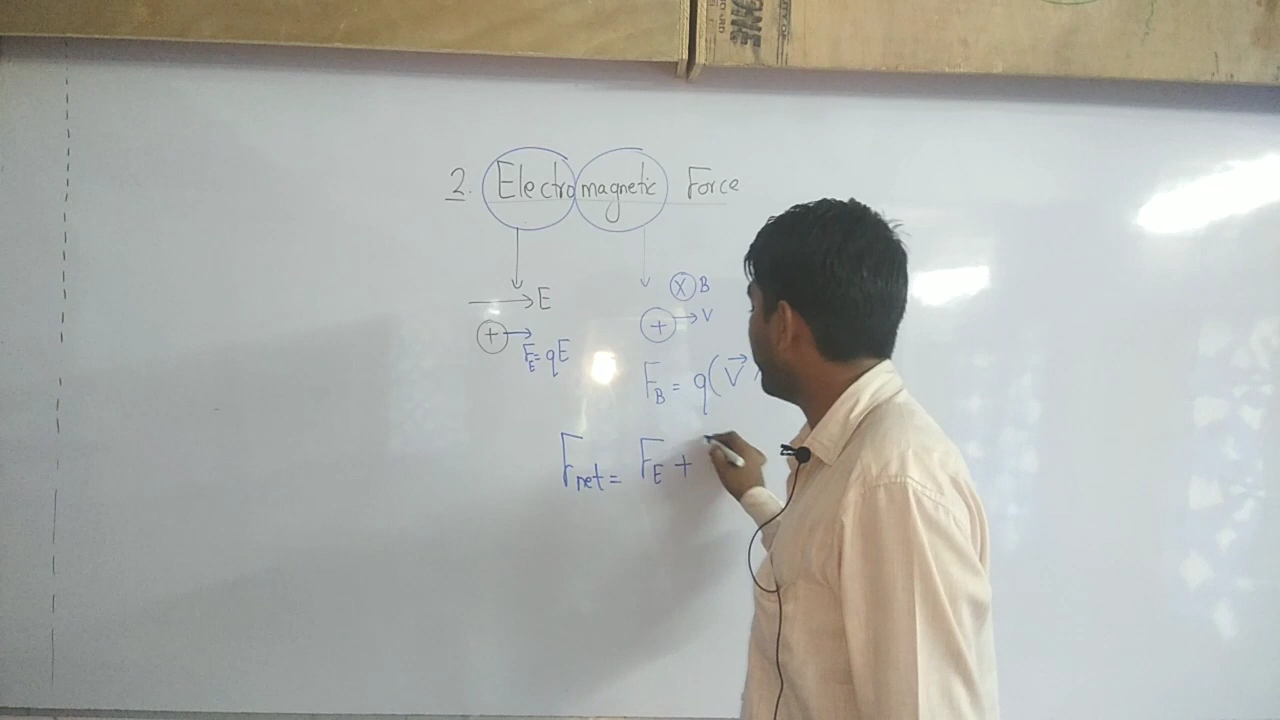 2. Electromagnetic Force
E
+
F_E = qE
X B
+ V
F_B = q(V⃗
F_net = F_E +